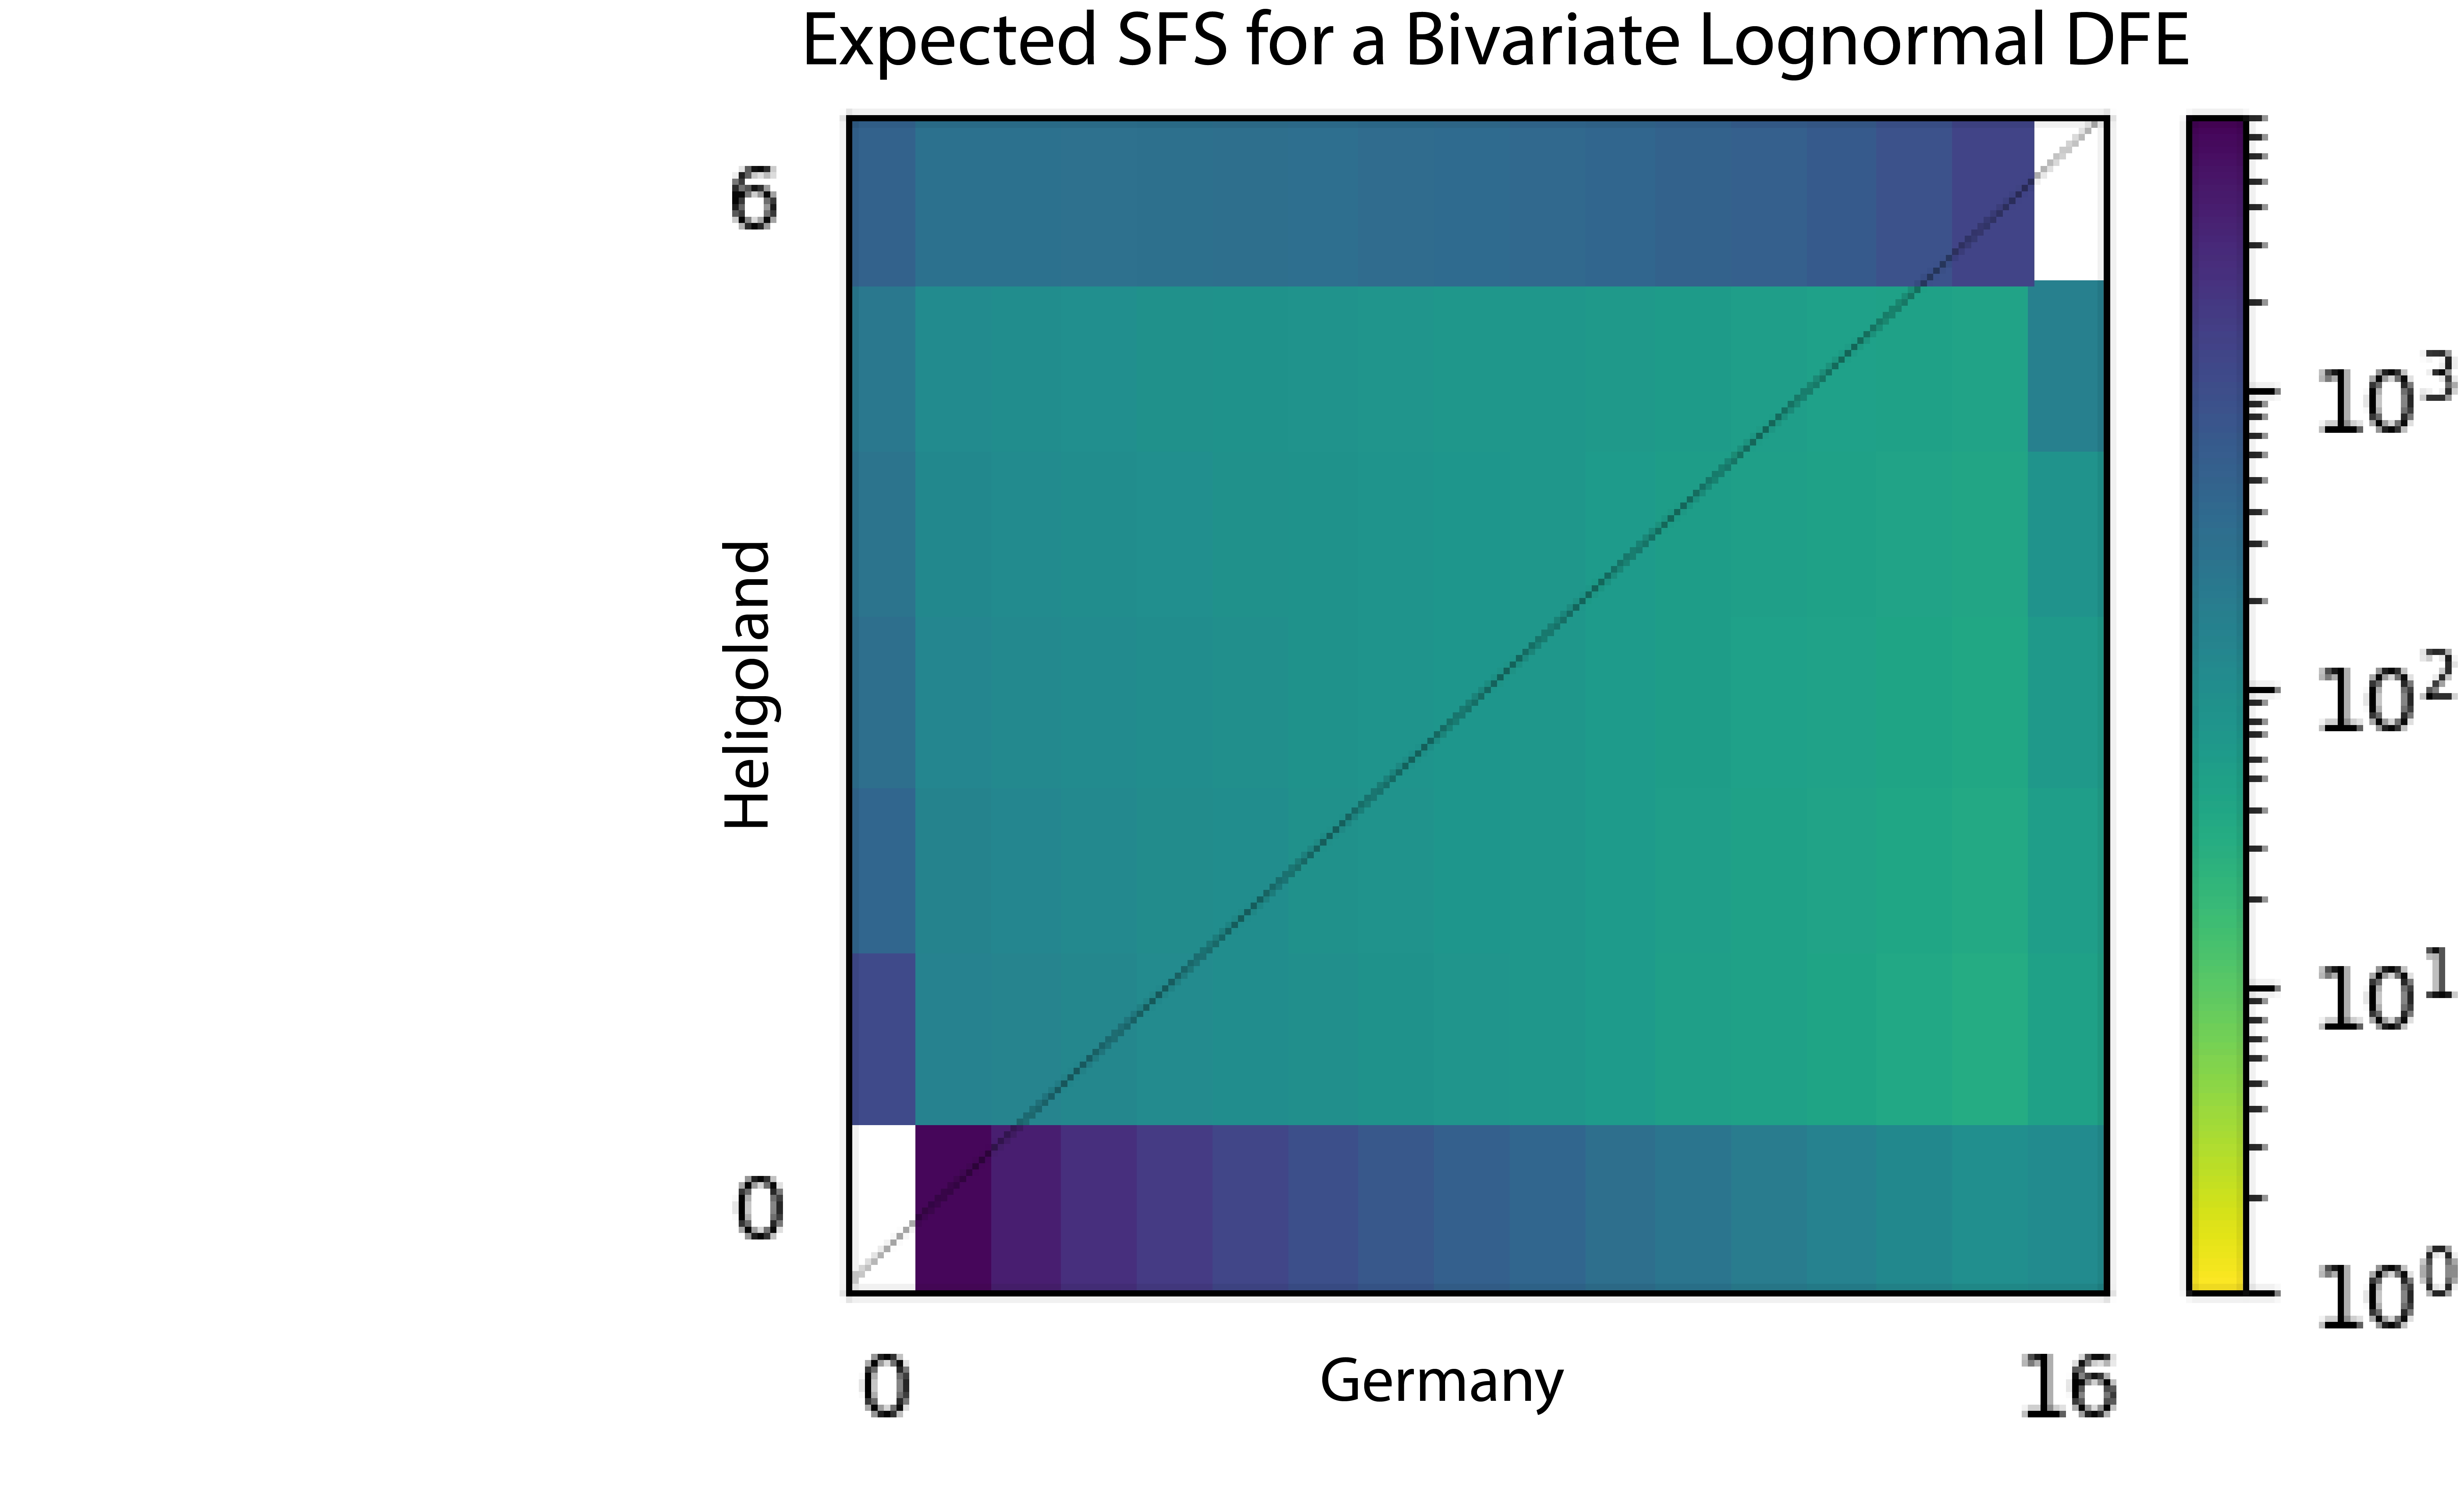 Expected SFS for a Bivariate Lognormal DFE
6
Heligoland
0
0
Germany
16
10³
10²
10¹
10⁰